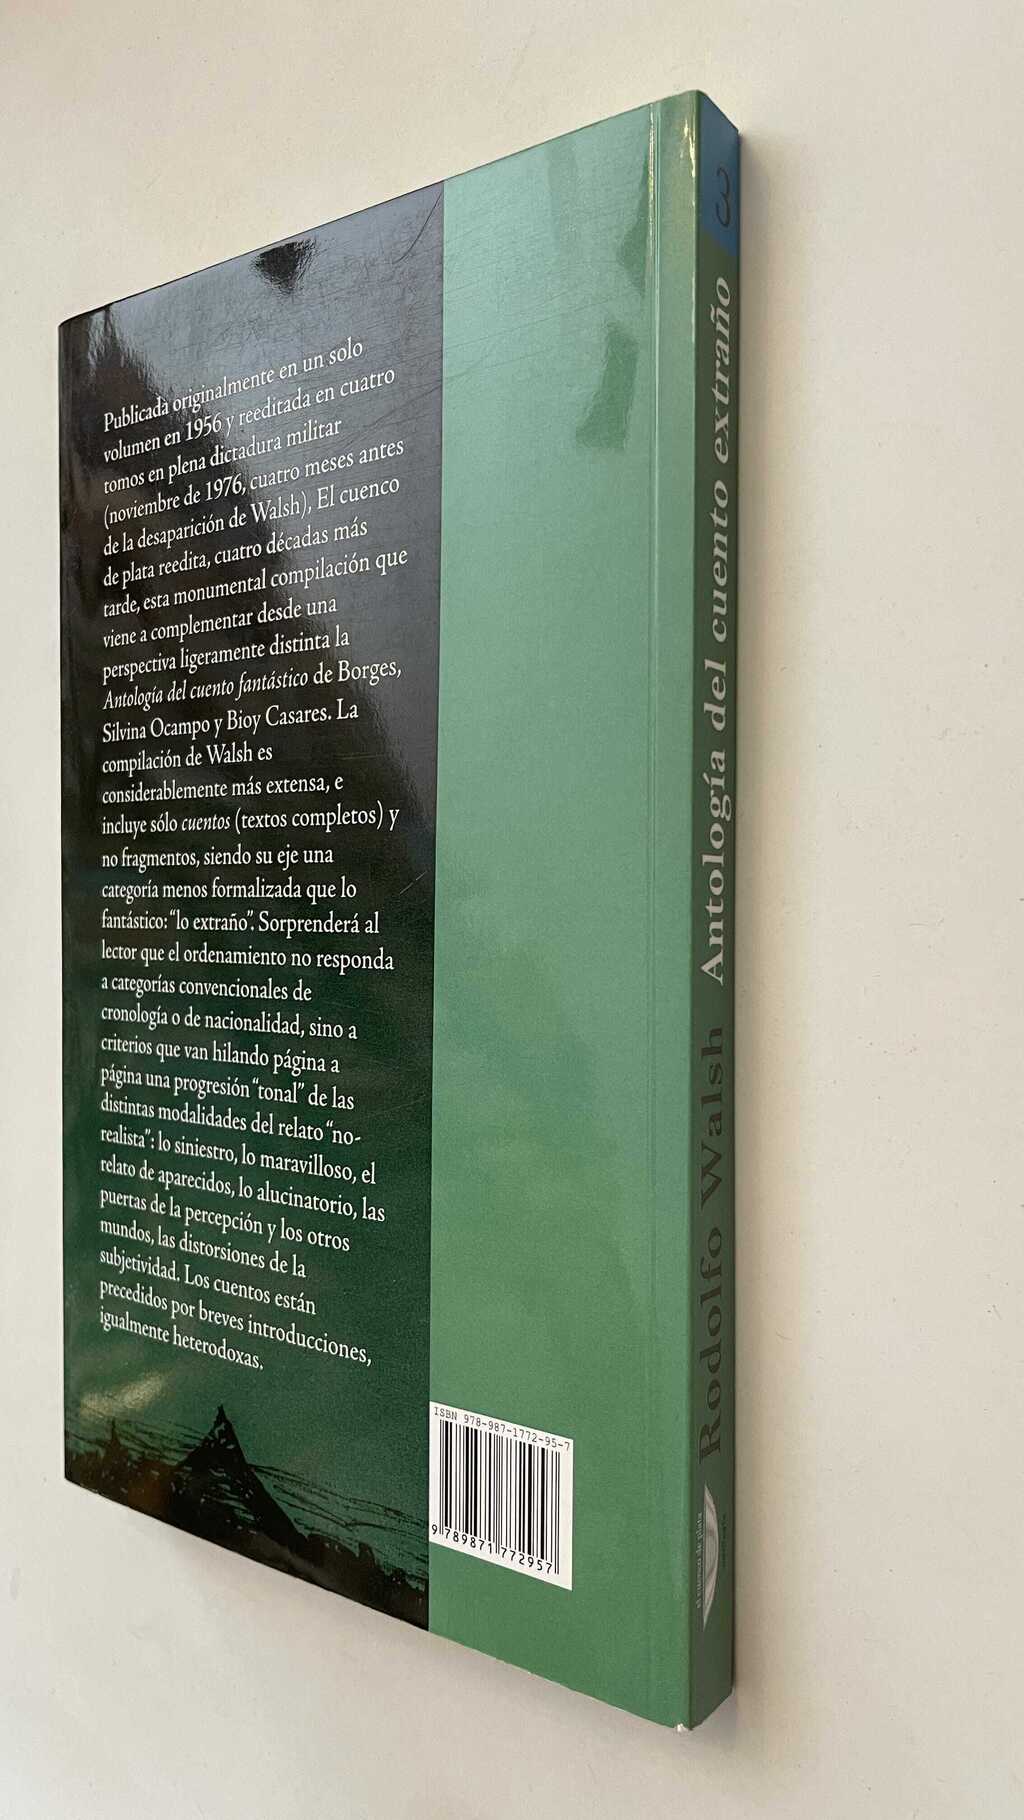 Publicada originalmente en un solo
volumen en 1956 y reeditada en cuatro
tomos en plena dictadura militar
(noviembre de 1976, cuatro meses antes
de la desaparición de Walsh), El cuenco
de plata reedita, cuatro décadas más
tarde, esta monumental compilación que
viene a complementar desde una
perspectiva ligeramente distinta la
Antología del cuento fantástico de Borges,
Silvina Ocampo y Bioy Casares. La
compilación de Walsh es
considerablemente más extensa, e
incluye sólo cuentos (textos completos) y
no fragmentos, siendo su eje una
categoría menos formalizada que lo
fantástico: “lo extraño”. Sorprenderá al
lector que el ordenamiento no responda
a categorías convencionales de
cronología o de nacionalidad, sino a
criterios que van hilando página a
página una progresión “tonal” de las
distintas modalidades del relato “no-
realista”: lo siniestro, lo maravilloso, el
relato de aparecidos, lo alucinatorio, las
puertas de la percepción y los otros
mundos, las distorsiones de la
subjetividad. Los cuentos están
precedidos por breves introducciones,
igualmente heterodoxas.
ISBN 978-987-1772-95-7
9 789871 772957
el cuenco de plata
Rodolfo Walsh Antología del cuento extraño 3